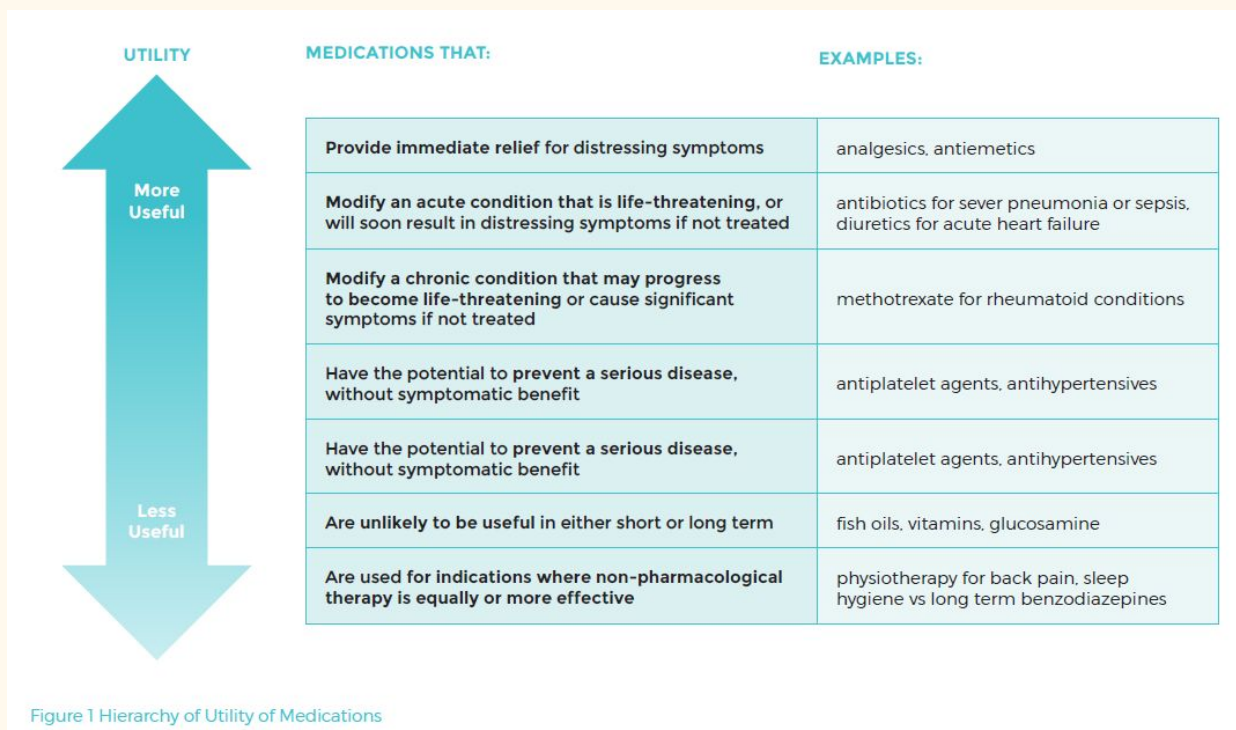 UTILITY
MEDICATIONS THAT:
EXAMPLES:
More
Useful
Less
Useful
Provide immediate relief for distressing symptoms
analgesics, antiemetics
Modify an acute condition that is life-threatening, or
will soon result in distressing symptoms if not treated
antibiotics for sever pneumonia or sepsis,
diuretics for acute heart failure
Modify a chronic condition that may progress
to become life-threatening or cause significant
symptoms if not treated
methotrexate for rheumatoid conditions
Have the potential to prevent a serious disease,
without symptomatic benefit
antiplatelet agents, antihypertensives
Have the potential to prevent a serious disease,
without symptomatic benefit
antiplatelet agents, antihypertensives
Are unlikely to be useful in either short or long term
fish oils, vitamins, glucosamine
Are used for indications where non-pharmacological
therapy is equally or more effective
physiotherapy for back pain, sleep
hygiene vs long term benzodiazepines
Figure 1 Hierarchy of Utility of Medications